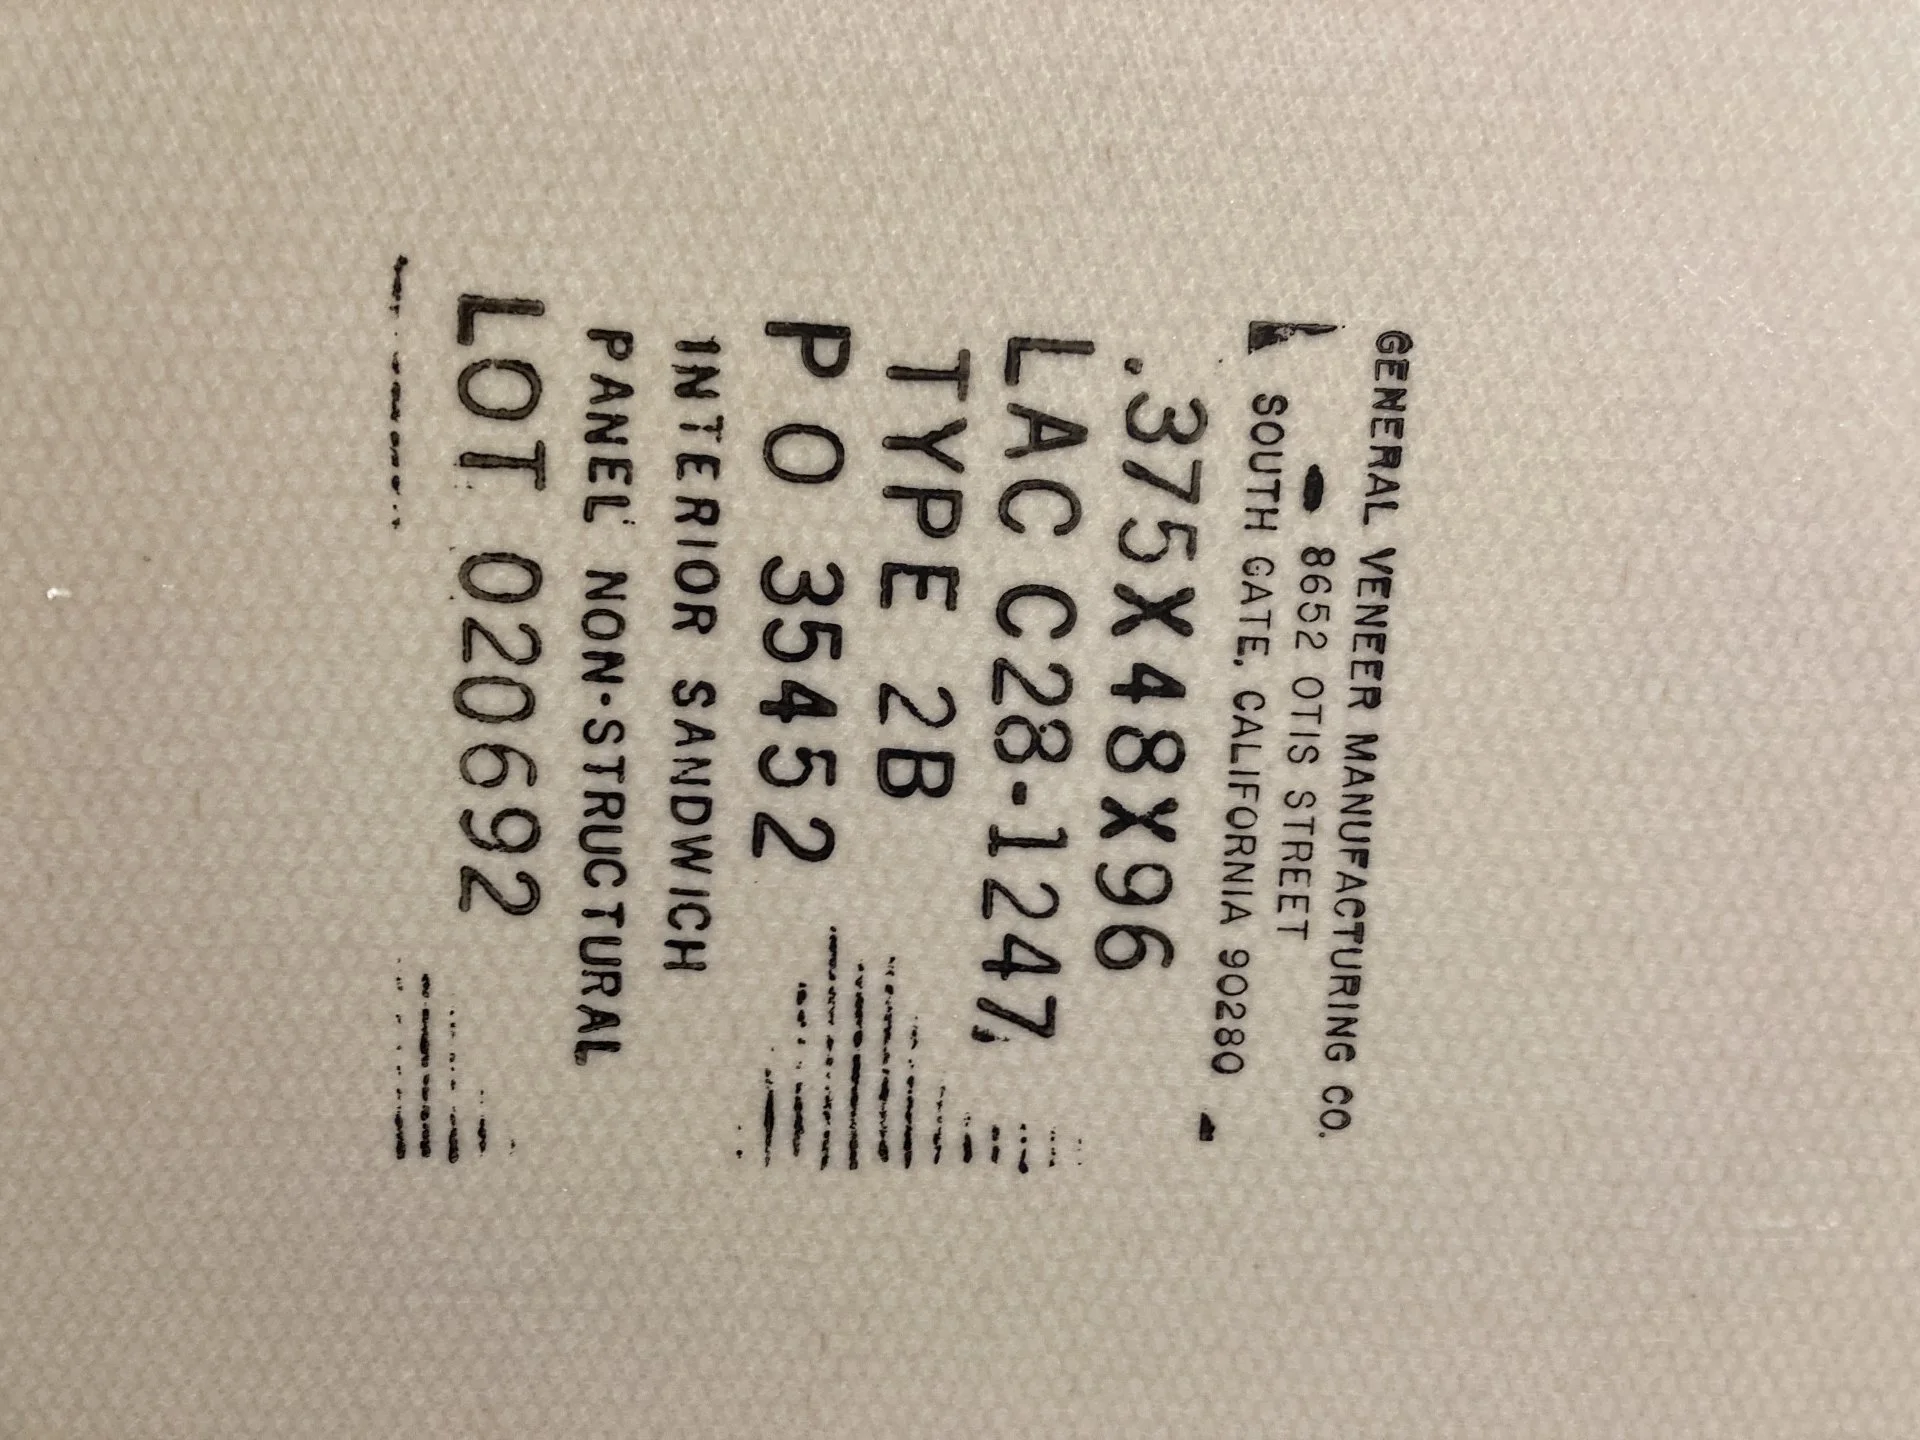 GENERAL VENEER MANUFACTURING CO.
8652 OTIS STREET
SOUTH GATE, CALIFORNIA 90280
.375X48X96
LAC C28-1247
TYPE 2B
PO 35452
INTERIOR SANDWICH
PANEL NON-STRUCTURAL
LOT 020692